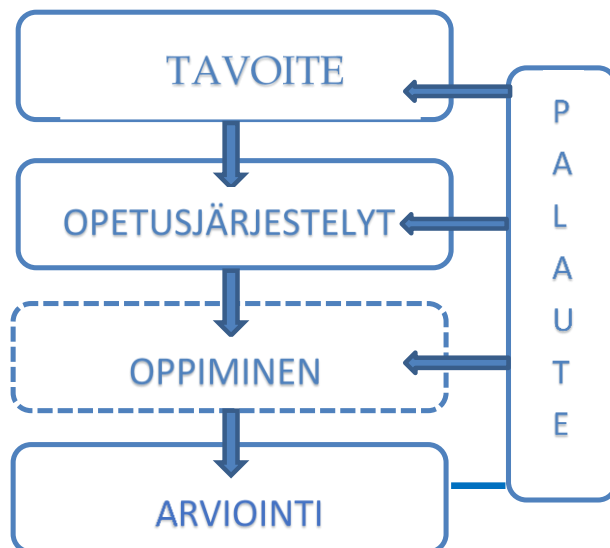 TAVOITE
OPETUSJÄRJESTELYT
OPPIMINEN
ARVIOINTI
P
A
L
A
U
T
E